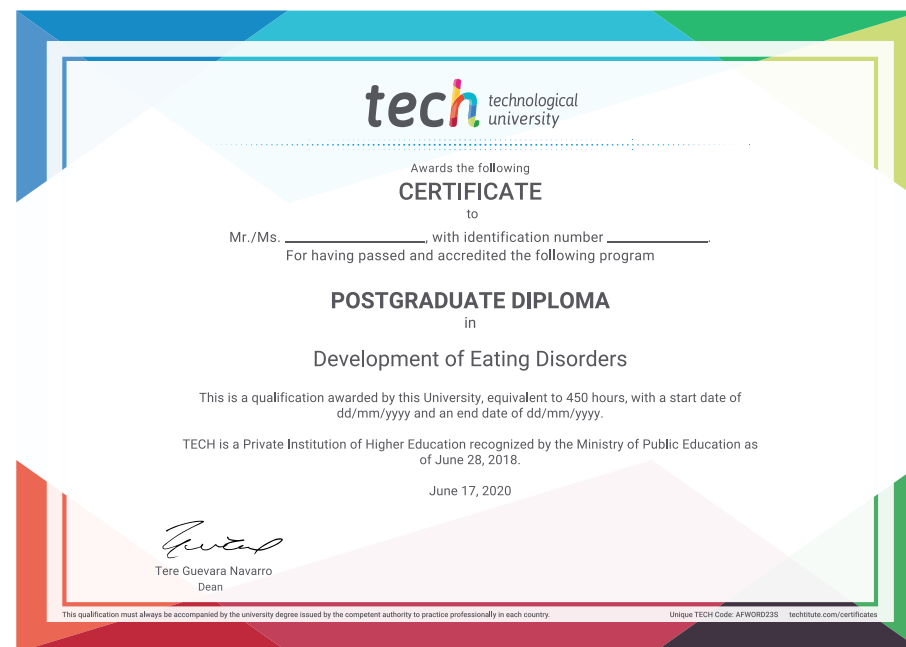 tech technological
university
Awards the following
CERTIFICATE
to
Mr./Ms. ____________________, with identification number ______________.
For having passed and accredited the following program
POSTGRADUATE DIPLOMA
in
Development of Eating Disorders
This is a qualification awarded by this University, equivalent to 450 hours, with a start date of
dd/mm/yyyy and an end date of dd/mm/yyyy.
TECH is a Private Institution of Higher Education recognized by the Ministry of Public Education as
of June 28, 2018.
June 17, 2020
Tere Guevara Navarro
Dean
This qualification must always be accompanied by the university degree issued by the competent authority to practice professionally in each country. Unique TECH Code: AFWORD23S techtitute.com/certificates